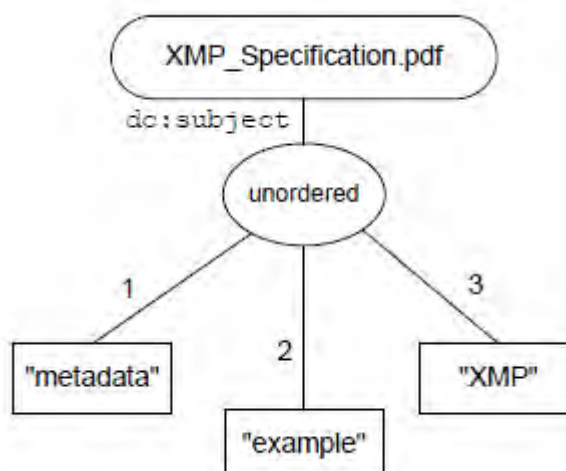 XMP_Specification.pdf
dc:subject
unordered
1
3
2
"metadata"
"XMP"
"example"